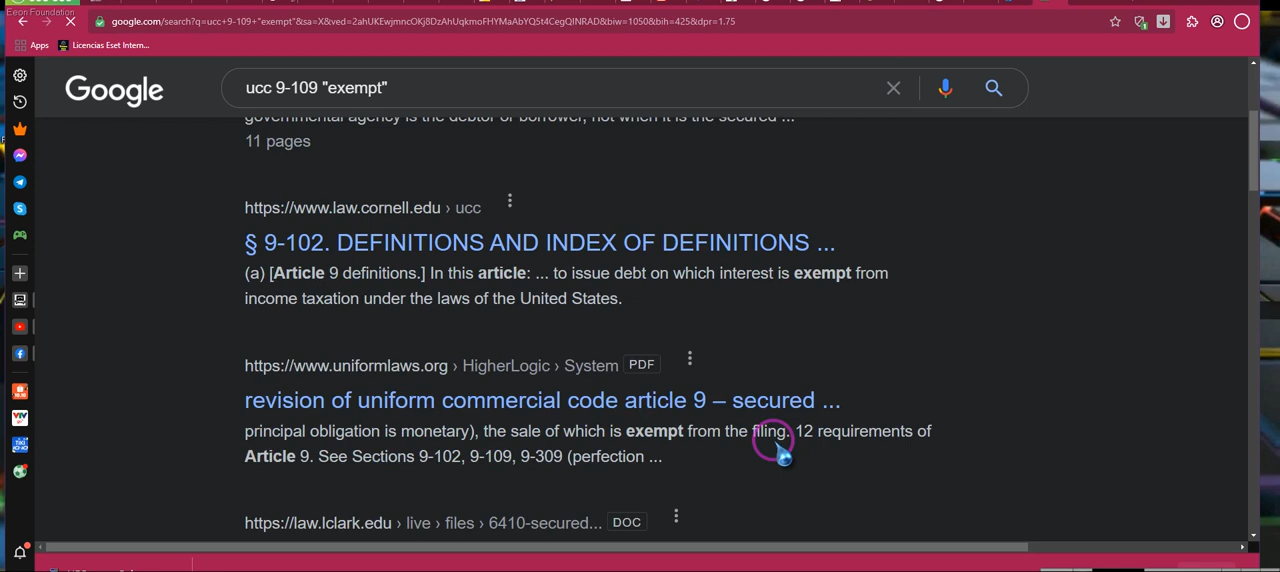 Eeon Foundation
google.com/search?q=ucc+9-109+"exempt"&sa=X&ved=2ahUKEwjmncOKj8DzAhUqkmoFHYMaAbYQ5t4CegQINRAD&biw=1050&bih=425&dpr=1.75
Apps Licencias Eset Intern...
Google
ucc 9-109 "exempt"
governmental agency is the debtor or borrower, not when it is the secured ...
11 pages
https://www.law.cornell.edu › ucc
§ 9-102. DEFINITIONS AND INDEX OF DEFINITIONS ...
(a) [Article 9 definitions.] In this article: ... to issue debt on which interest is exempt from
income taxation under the laws of the United States.
https://www.uniformlaws.org › HigherLogic › System PDF
revision of uniform commercial code article 9 – secured ...
principal obligation is monetary), the sale of which is exempt from the filing. 12 requirements of
Article 9. See Sections 9-102, 9-109, 9-309 (perfection ...
https://law.lclark.edu › live › files › 6410-secured... DOC